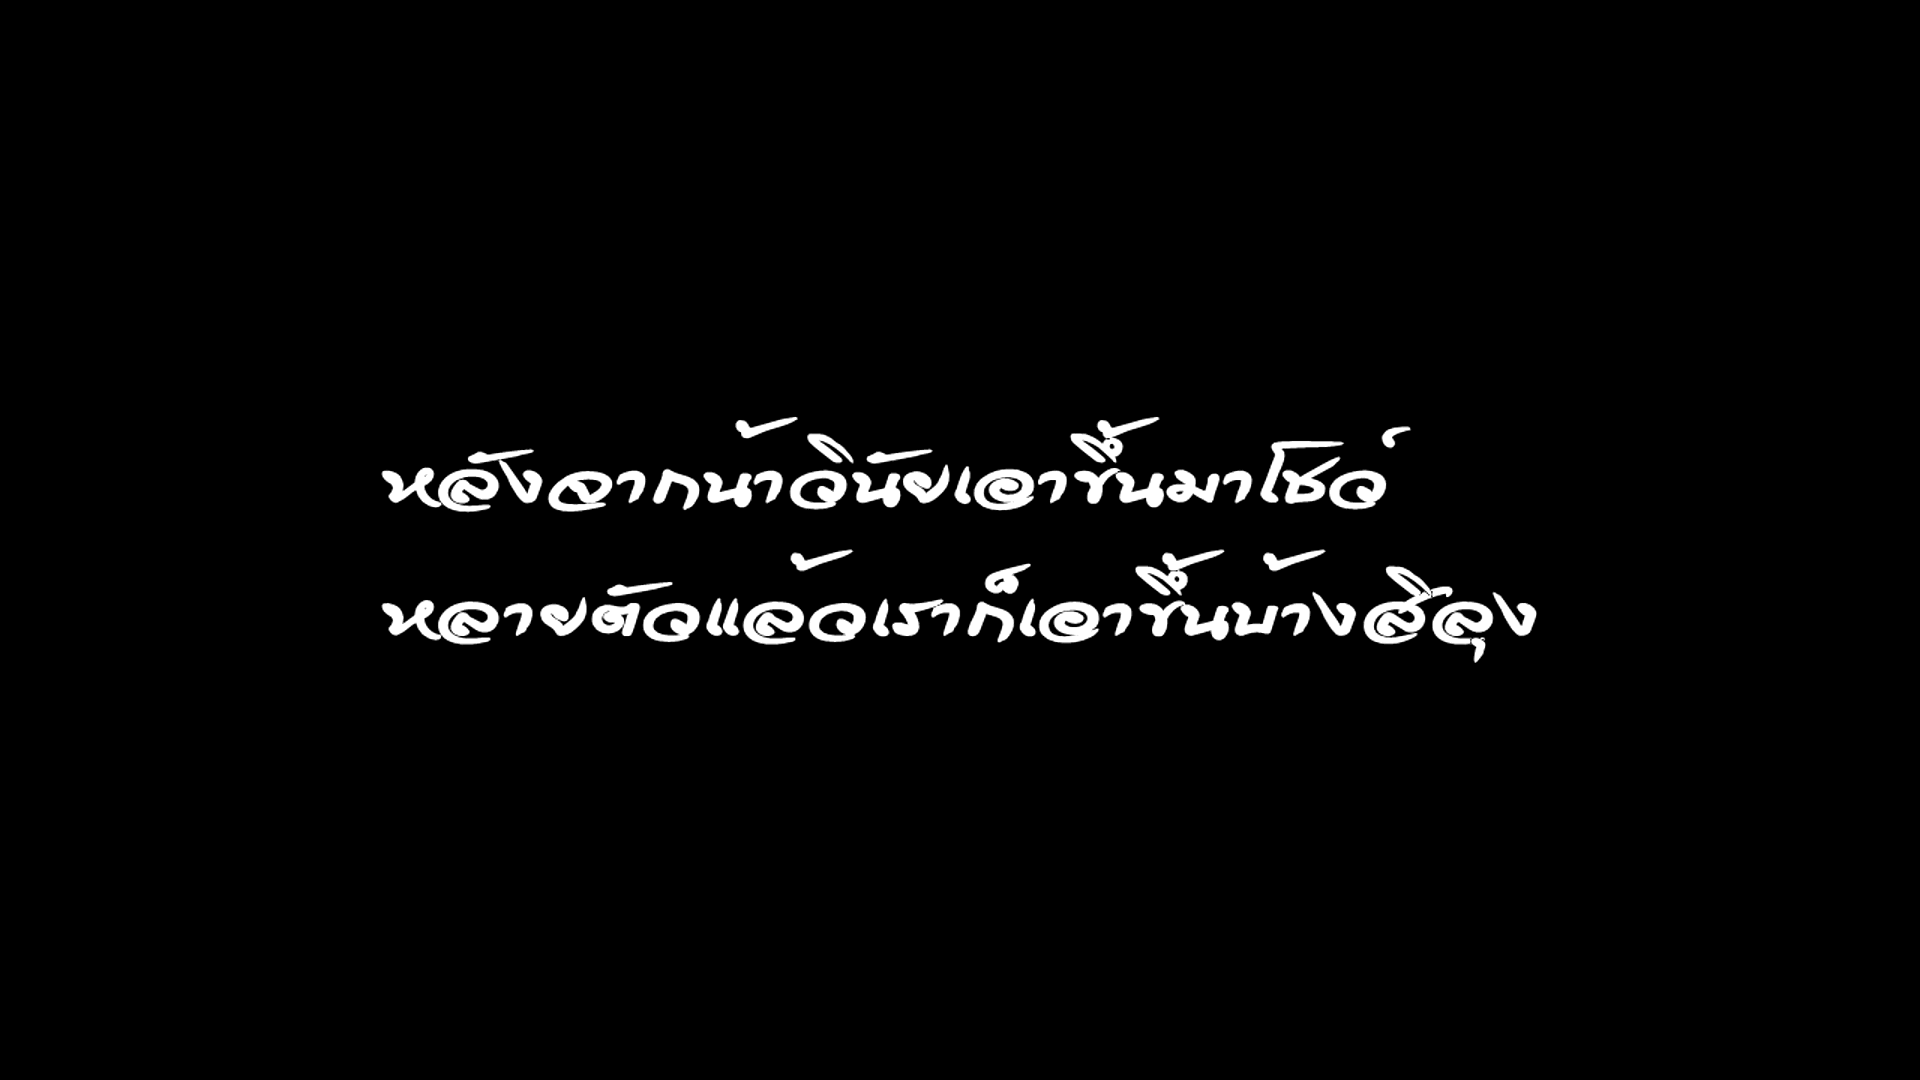 หลังจากน้าวินัยเอาขึ้นมาโชว์
หลายตัวแล้วเราก็เอาขึ้นบ้างสิลุง